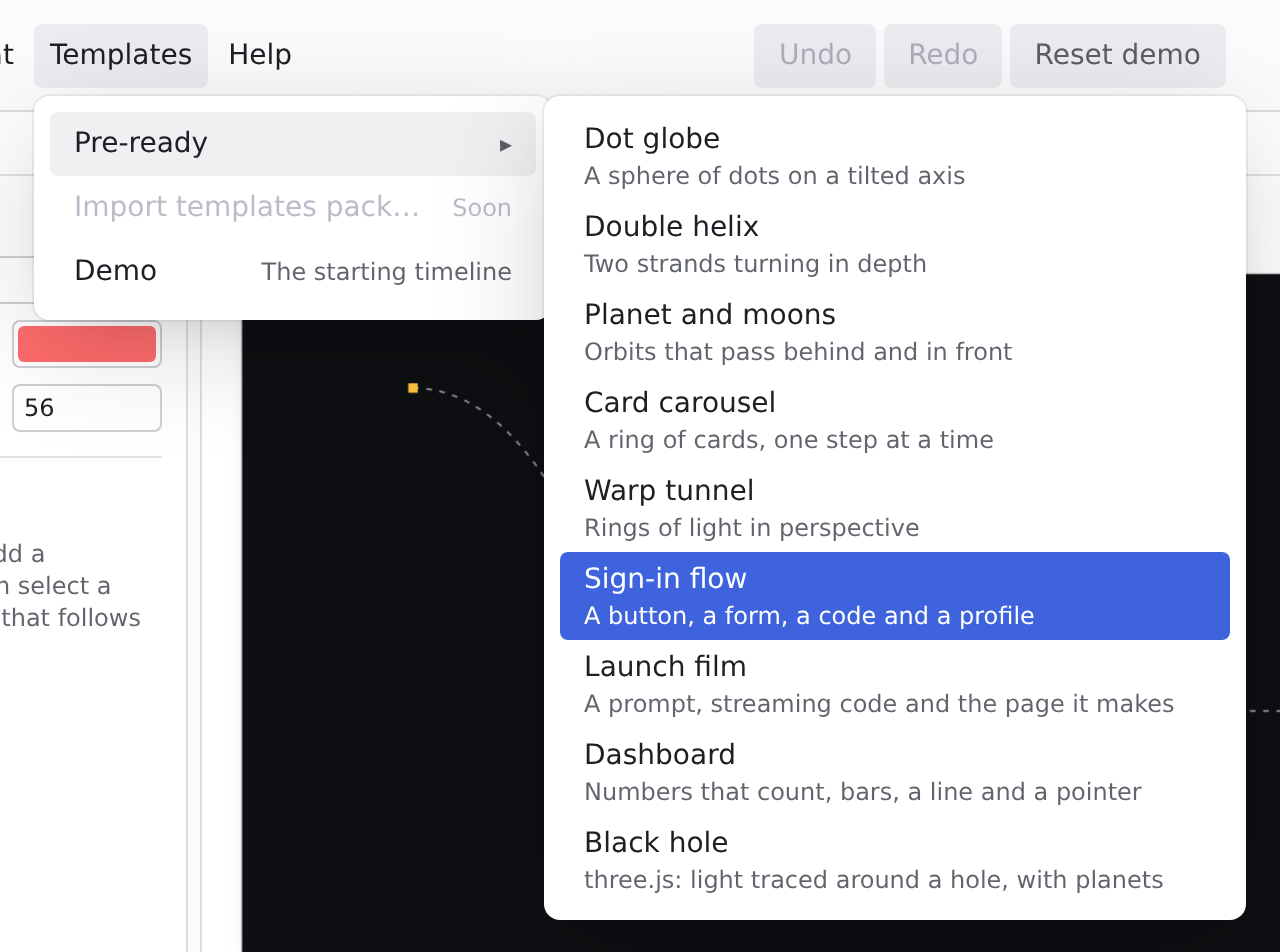 t Templates Help Undo Redo Reset demo
Pre-ready ▸
Import templates pack... Soon
Demo The starting timeline
Dot globe
A sphere of dots on a tilted axis
Double helix
Two strands turning in depth
Planet and moons
Orbits that pass behind and in front
Card carousel
A ring of cards, one step at a time
Warp tunnel
Rings of light in perspective
Sign-in flow
A button, a form, a code and a profile
Launch film
A prompt, streaming code and the page it makes
Dashboard
Numbers that count, bars, a line and a pointer
Black hole
three.js: light traced around a hole, with planets
56
dd a
n select a
that follows